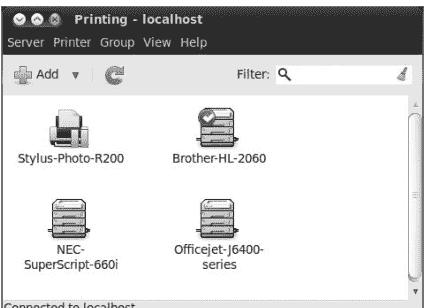 Printing - localhost
Server Printer Group View Help
Add Filter:
Stylus-Photo-R200 Brother-HL-2060
NEC-
SuperScript-660i
Officejet-J6400-
series
Connected to localhost